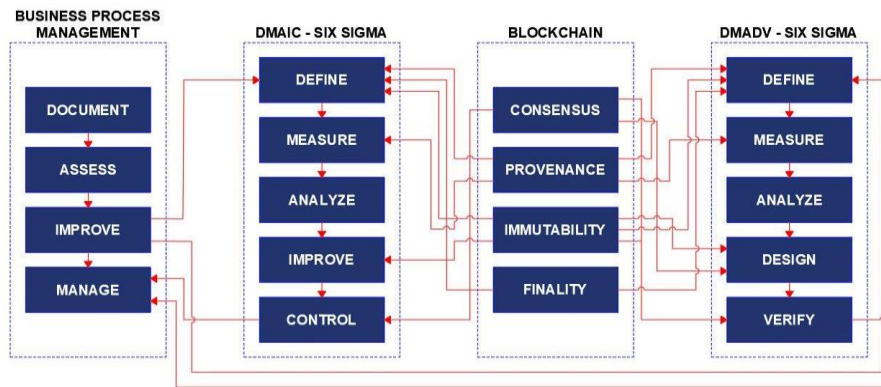 BUSINESS PROCESS
MANAGEMENT
DOCUMENT
ASSESS
IMPROVE
MANAGE
DMAIC - SIX SIGMA
DEFINE
MEASURE
ANALYZE
IMPROVE
CONTROL
BLOCKCHAIN
CONSENSUS
PROVENANCE
IMMUTABILITY
FINALITY
DMADV - SIX SIGMA
DEFINE
MEASURE
ANALYZE
DESIGN
VERIFY